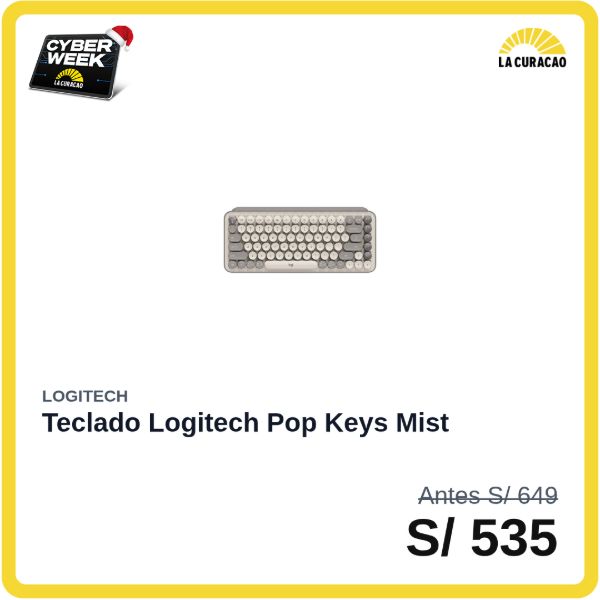 CYBER
WEEK
LA CURACAO
LA CURACAO
LOGITECH
Teclado Logitech Pop Keys Mist
Antes S/ 649
S/ 535